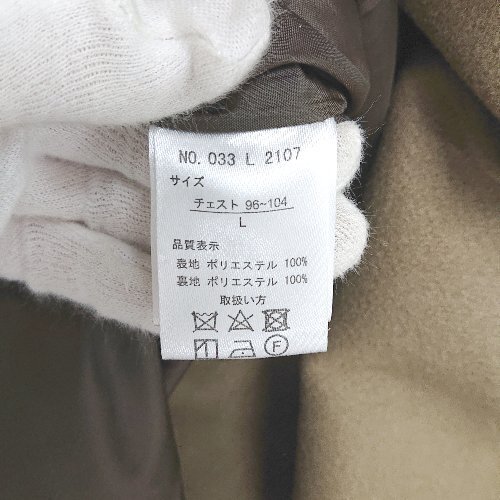 NO. 033 L 2107
サイズ
チェスト 96~104
L
品質表示
表地 ポリエステル 100%
裏地 ポリエステル 100%
取扱い方
F